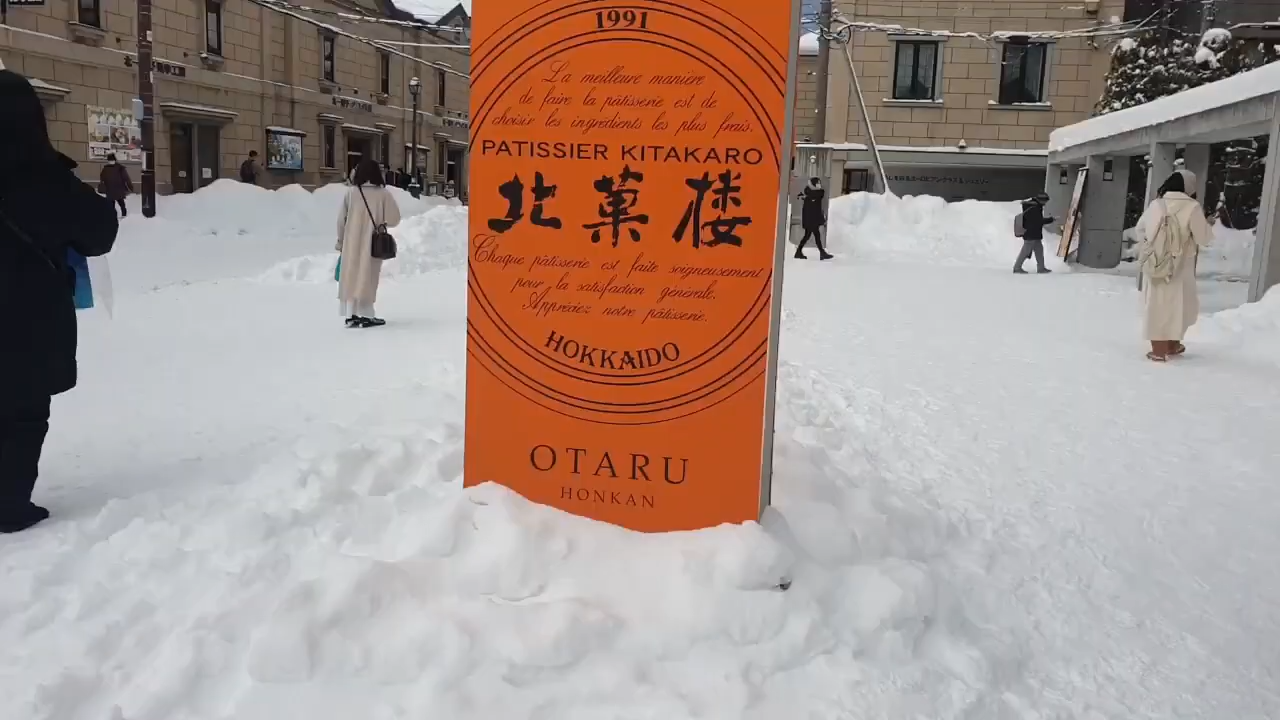 1991
La meilleure manière
de faire la pâtisserie est de
choisir les ingrédients les plus frais.
PATISSIER KITAKARO
北菓楼
Chaque pâtisserie est faite soigneusement
pour la satisfaction générale.
Appréciez notre pâtisserie.
HOKKAIDO
OTARU
HONKAN